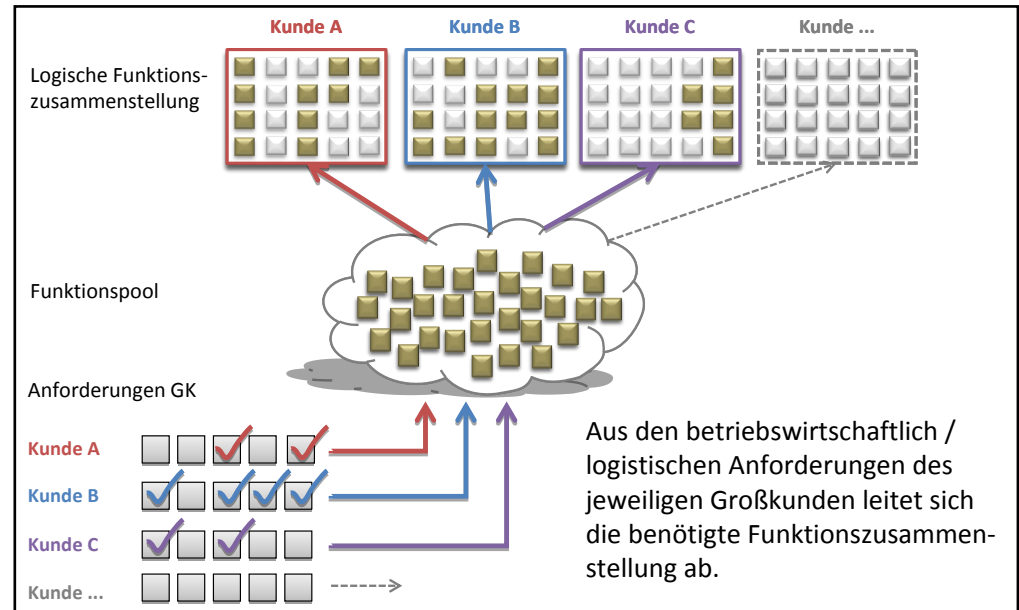 Kunde A
Kunde B
Kunde C
Kunde ...
Logische Funktions-
zusammenstellung
Funktionspool
Anforderungen GK
Kunde A
Kunde B
Kunde C
Kunde ...
Aus den betriebswirtschaftlich /
logistischen Anforderungen des
jeweiligen Großkunden leitet sich
die benötigte Funktionszusammen-
stellung ab.